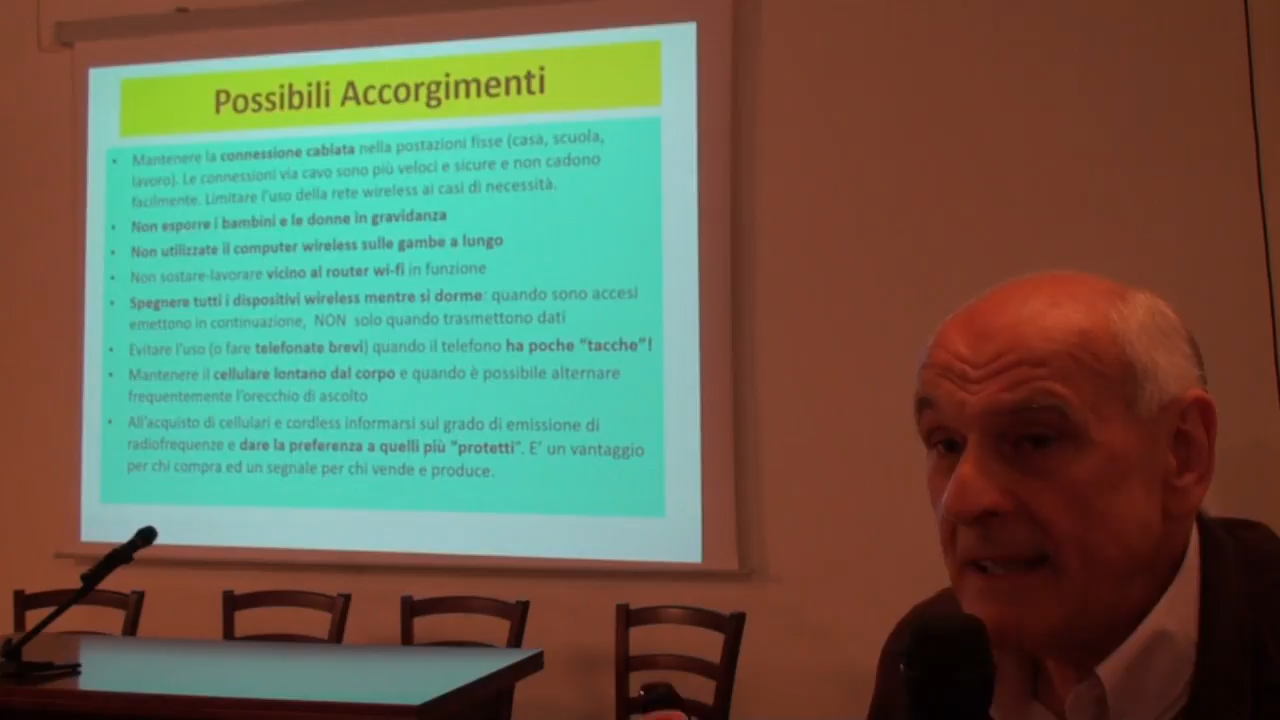 Possibili Accorgimenti
• Mantenere la connessione cablata nella postazioni fisse (casa, scuola,
lavoro). Le connessioni via cavo sono più veloci e sicure e non cadono
facilmente. Limitare l'uso della rete wireless ai casi di necessità.
• Non esporre i bambini e le donne in gravidanza
• Non utilizzate il computer wireless sulle gambe a lungo
• Non sostare-lavorare vicino al router wi-fi in funzione
• Spegnere tutti i dispositivi wireless mentre si dorme: quando sono accesi
emettono in continuazione, NON solo quando trasmettono dati
• Evitare l'uso (o fare telefonate brevi) quando il telefono ha poche "tacche"!
• Mantenere il cellulare lontano dal corpo e quando è possibile alternare
frequentemente l'orecchio di ascolto
• All'acquisto di cellulari e cordless informarsi sul grado di emissione di
radiofrequenze e dare la preferenza a quelli più "protetti". E' un vantaggio
per chi compra ed un segnale per chi vende e produce.